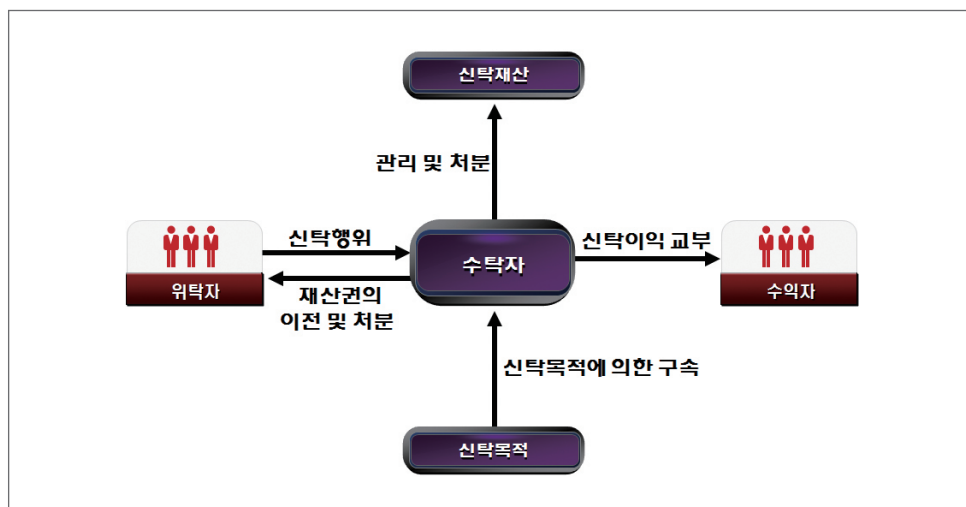 신탁재산
관리 및 처분
신탁행위
수탁자
신탁이익 교부
위탁자
재산권의
이전 및 처분
수익자
신탁목적에 의한 구속
신탁목적